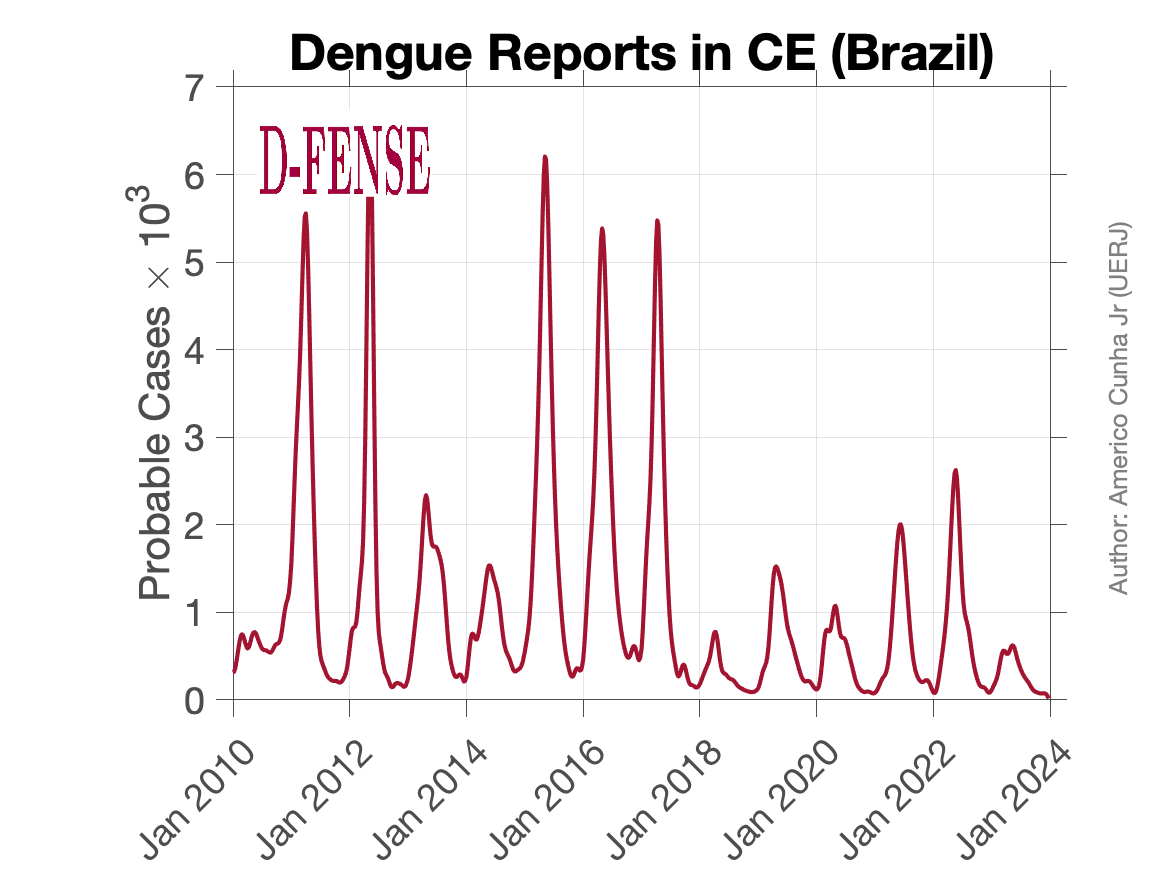 Dengue Reports in CE (Brazil)
D-FENSE
Probable Cases × 10³
7
6
5
4
3
2
1
0
Jan 2010
Jan 2012
Jan 2014
Jan 2016
Jan 2018
Jan 2020
Jan 2022
Jan 2024
Author: Americo Cunha Jr (UERJ)